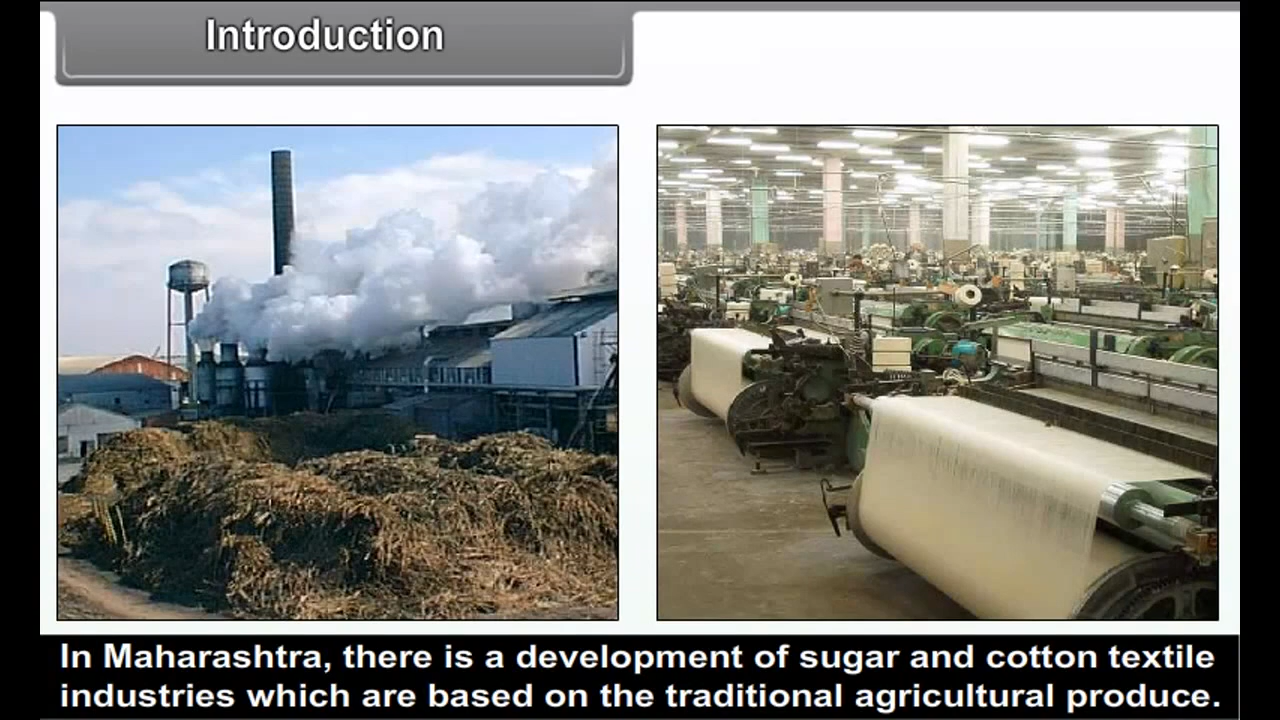 Introduction
In Maharashtra, there is a development of sugar and cotton textile
industries which are based on the traditional agricultural produce.